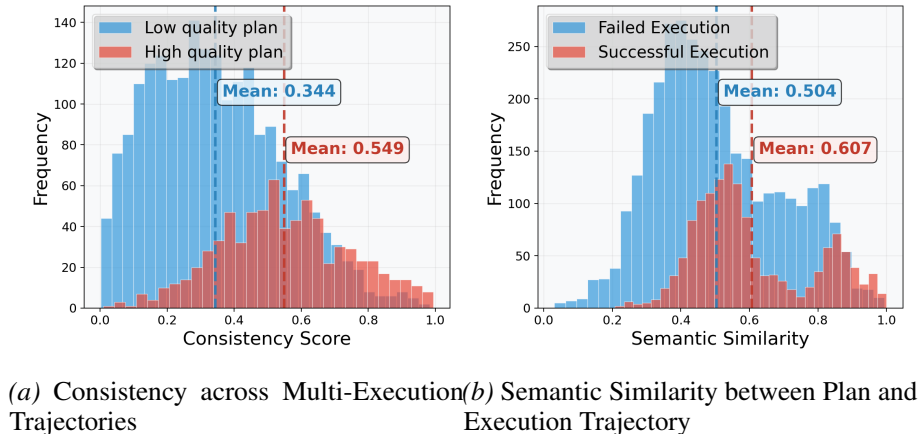 140
120
100
80
60
40
20
0
Frequency
Low quality plan
High quality plan
Mean: 0.344
Mean: 0.549
0.0 0.2 0.4 0.6 0.8 1.0
Consistency Score
250
200
150
100
50
0
Frequency
Failed Execution
Successful Execution
Mean: 0.504
Mean: 0.607
0.0 0.2 0.4 0.6 0.8 1.0
Semantic Similarity
(a) Consistency across Multi-Execution
Trajectories
(b) Semantic Similarity between Plan and
Execution Trajectory